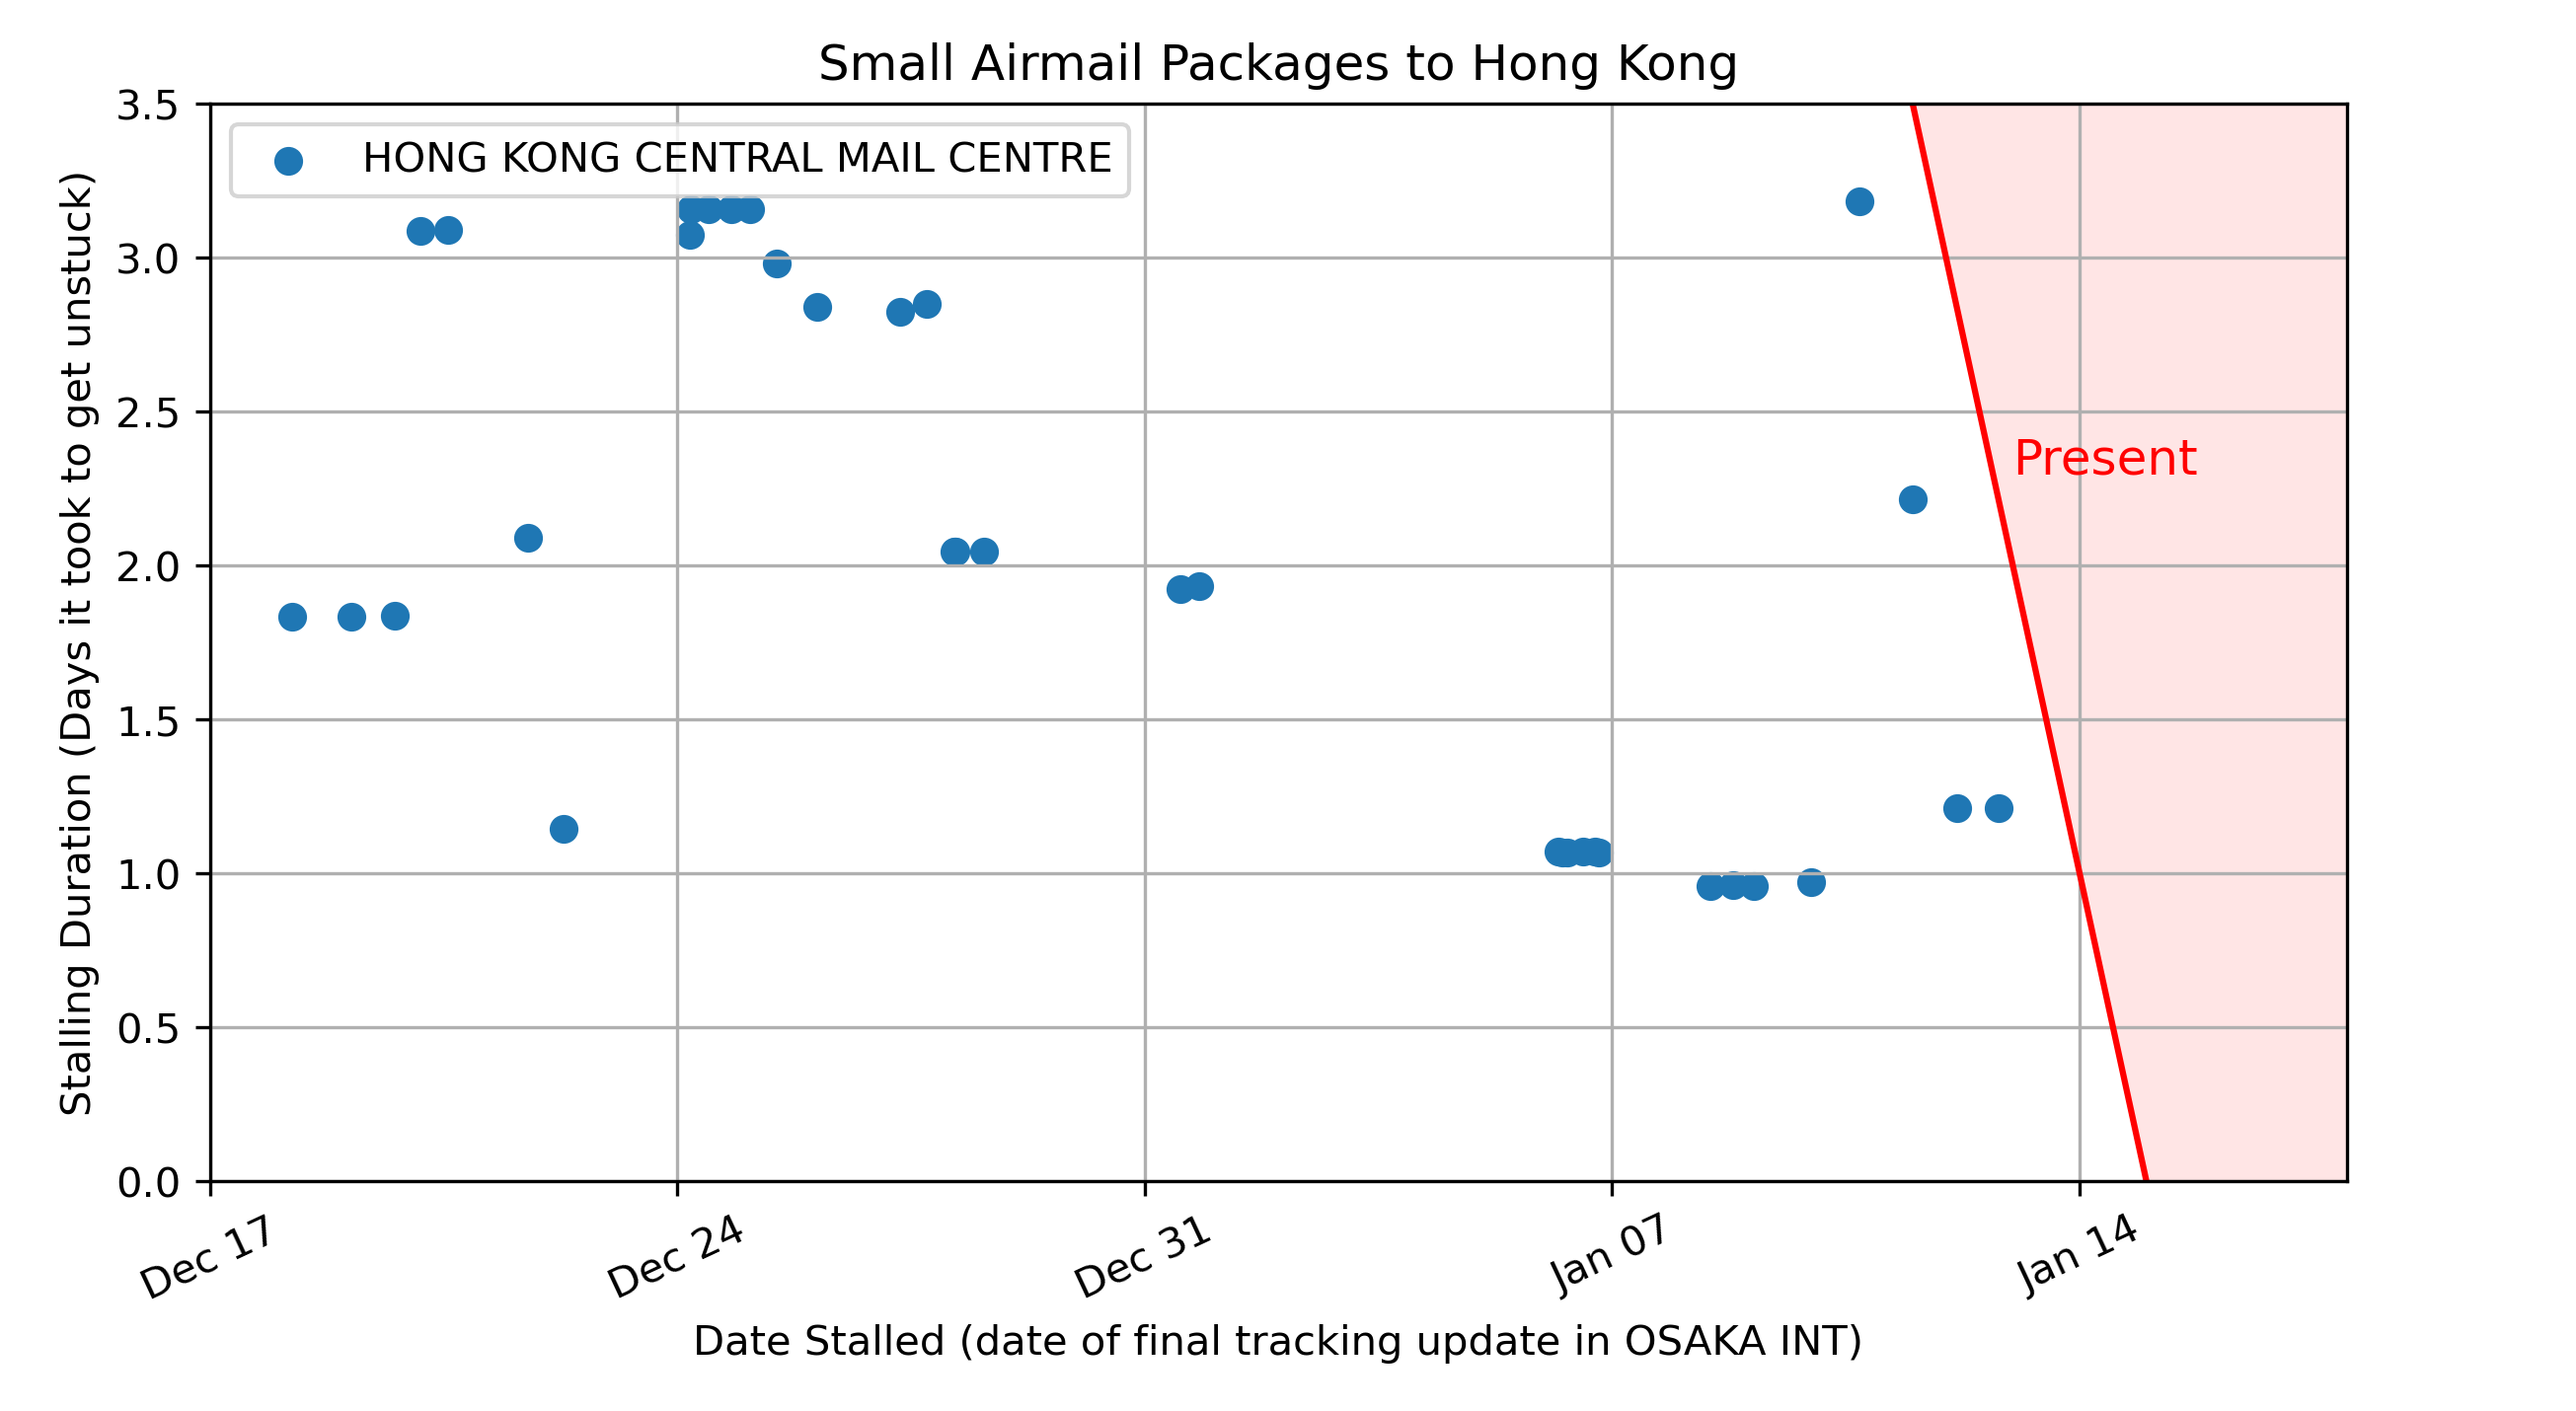 Small Airmail Packages to Hong Kong
HONG KONG CENTRAL MAIL CENTRE
Stalling Duration (Days it took to get unstuck)
3.5
3.0
2.5
2.0
1.5
1.0
0.5
0.0
Present
Dec 17
Dec 24
Dec 31
Jan 07
Jan 14
Date Stalled (date of final tracking update in OSAKA INT)